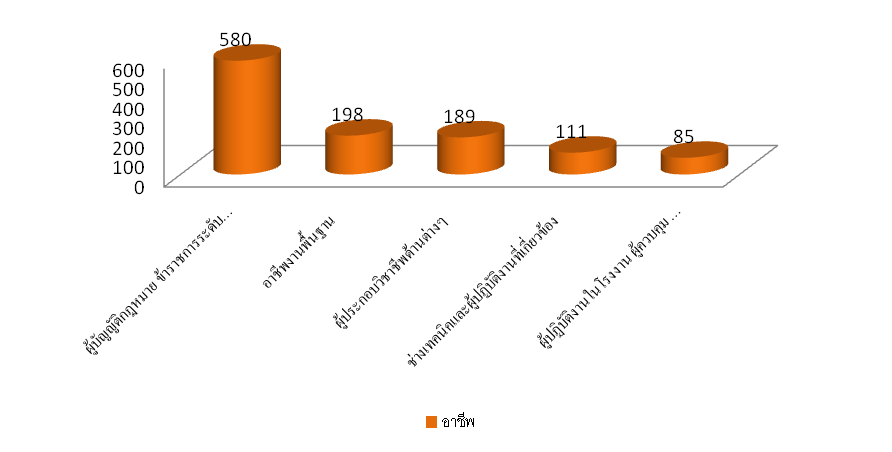 580
198
189
111
85
600
500
400
300
200
100
0
ผู้บัญญัติกฎหมาย ข้าราชการระดับ...
อาชีพงานพื้นฐาน
ผู้ประกอบวิชาชีพด้านต่างๆ
ช่างเทคนิคและผู้ปฏิบัติงานที่เกี่ยวข้อง
ผู้ปฏิบัติงานในโรงงาน ผู้ควบคุม ...
อาชีพ